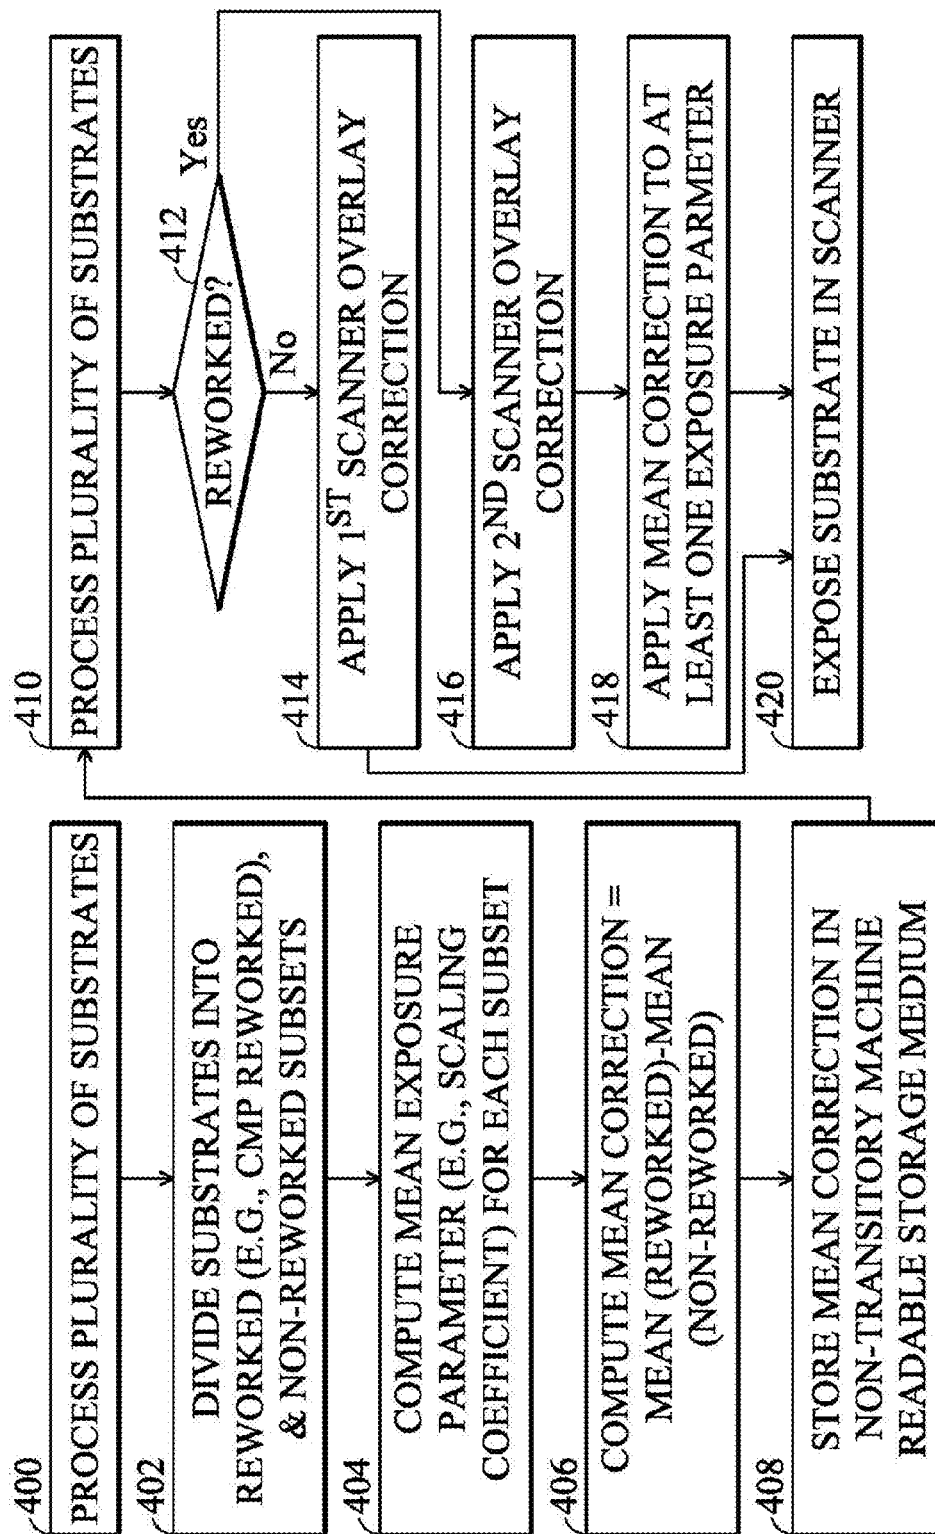 400
PROCESS PLURALITY OF SUBSTRATES
402
DIVIDE SUBSTRATES INTO
REWORKED (E.G., CMP REWORKED),
& NON-REWORKED SUBSETS
404
COMPUTE MEAN EXPOSURE
PARAMETER (E.G., SCALING
COEFFICIENT) FOR EACH SUBSET
406
COMPUTE MEAN CORRECTION =
MEAN (REWORKED)-MEAN
(NON-REWORKED)
408
STORE MEAN CORRECTION IN
NON-TRANSITORY MACHINE
READABLE STORAGE MEDIUM
410
PROCESS PLURALITY OF SUBSTRATES
412
REWORKED?
Yes
No
414
APPLY 1ST SCANNER OVERLAY
CORRECTION
416
APPLY 2ND SCANNER OVERLAY
CORRECTION
418
APPLY MEAN CORRECTION TO AT
LEAST ONE EXPOSURE PARMETER
420
EXPOSE SUBSTRATE IN SCANNER